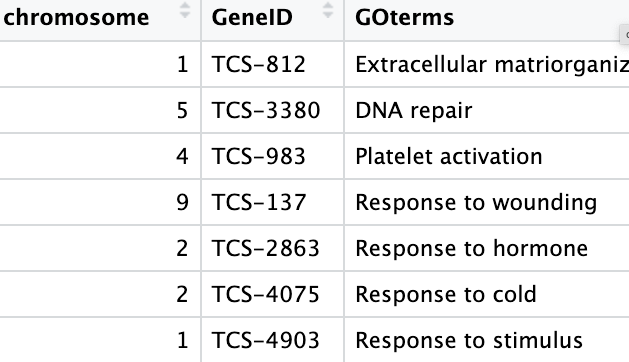 chromosome GeneID GOterms
1 TCS-812 Extracellular matriorganiz
5 TCS-3380 DNA repair
4 TCS-983 Platelet activation
9 TCS-137 Response to wounding
2 TCS-2863 Response to hormone
2 TCS-4075 Response to cold
1 TCS-4903 Response to stimulus